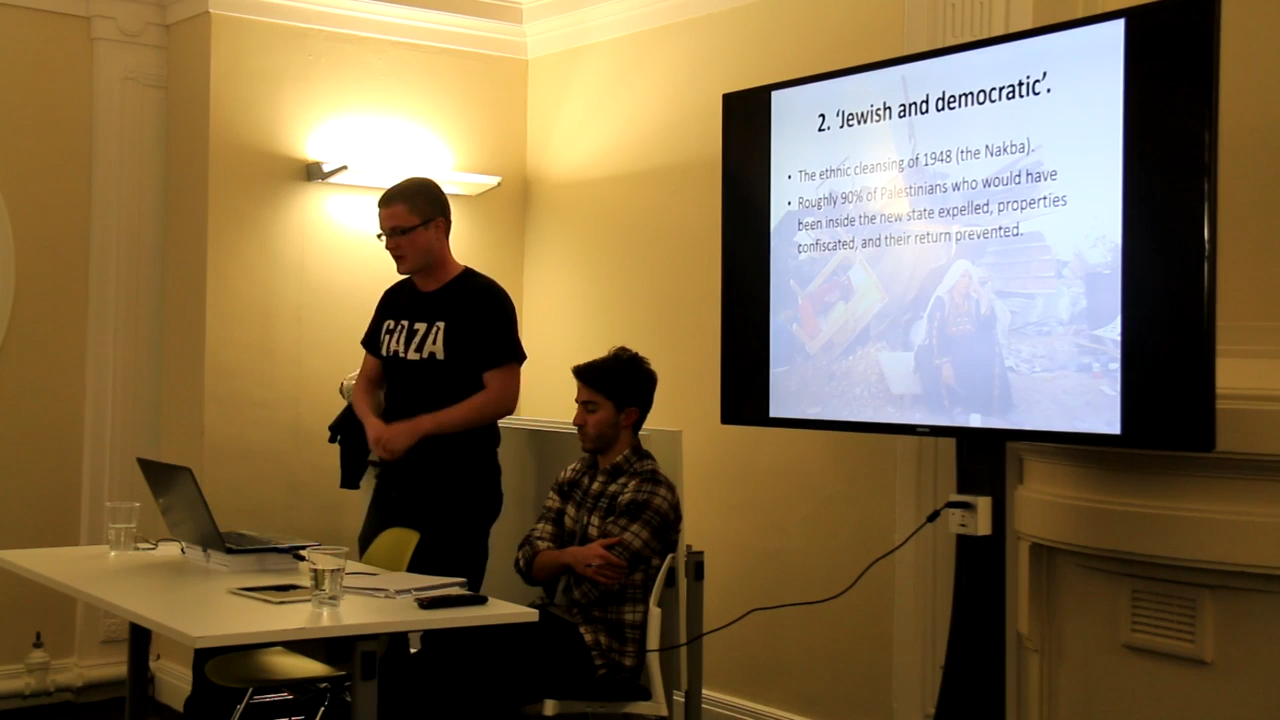 2. 'Jewish and democratic'.
• The ethnic cleansing of 1948 (the Nakba).
• Roughly 90% of Palestinians who would have
been inside the new state expelled, properties
confiscated, and their return prevented.
GAZA